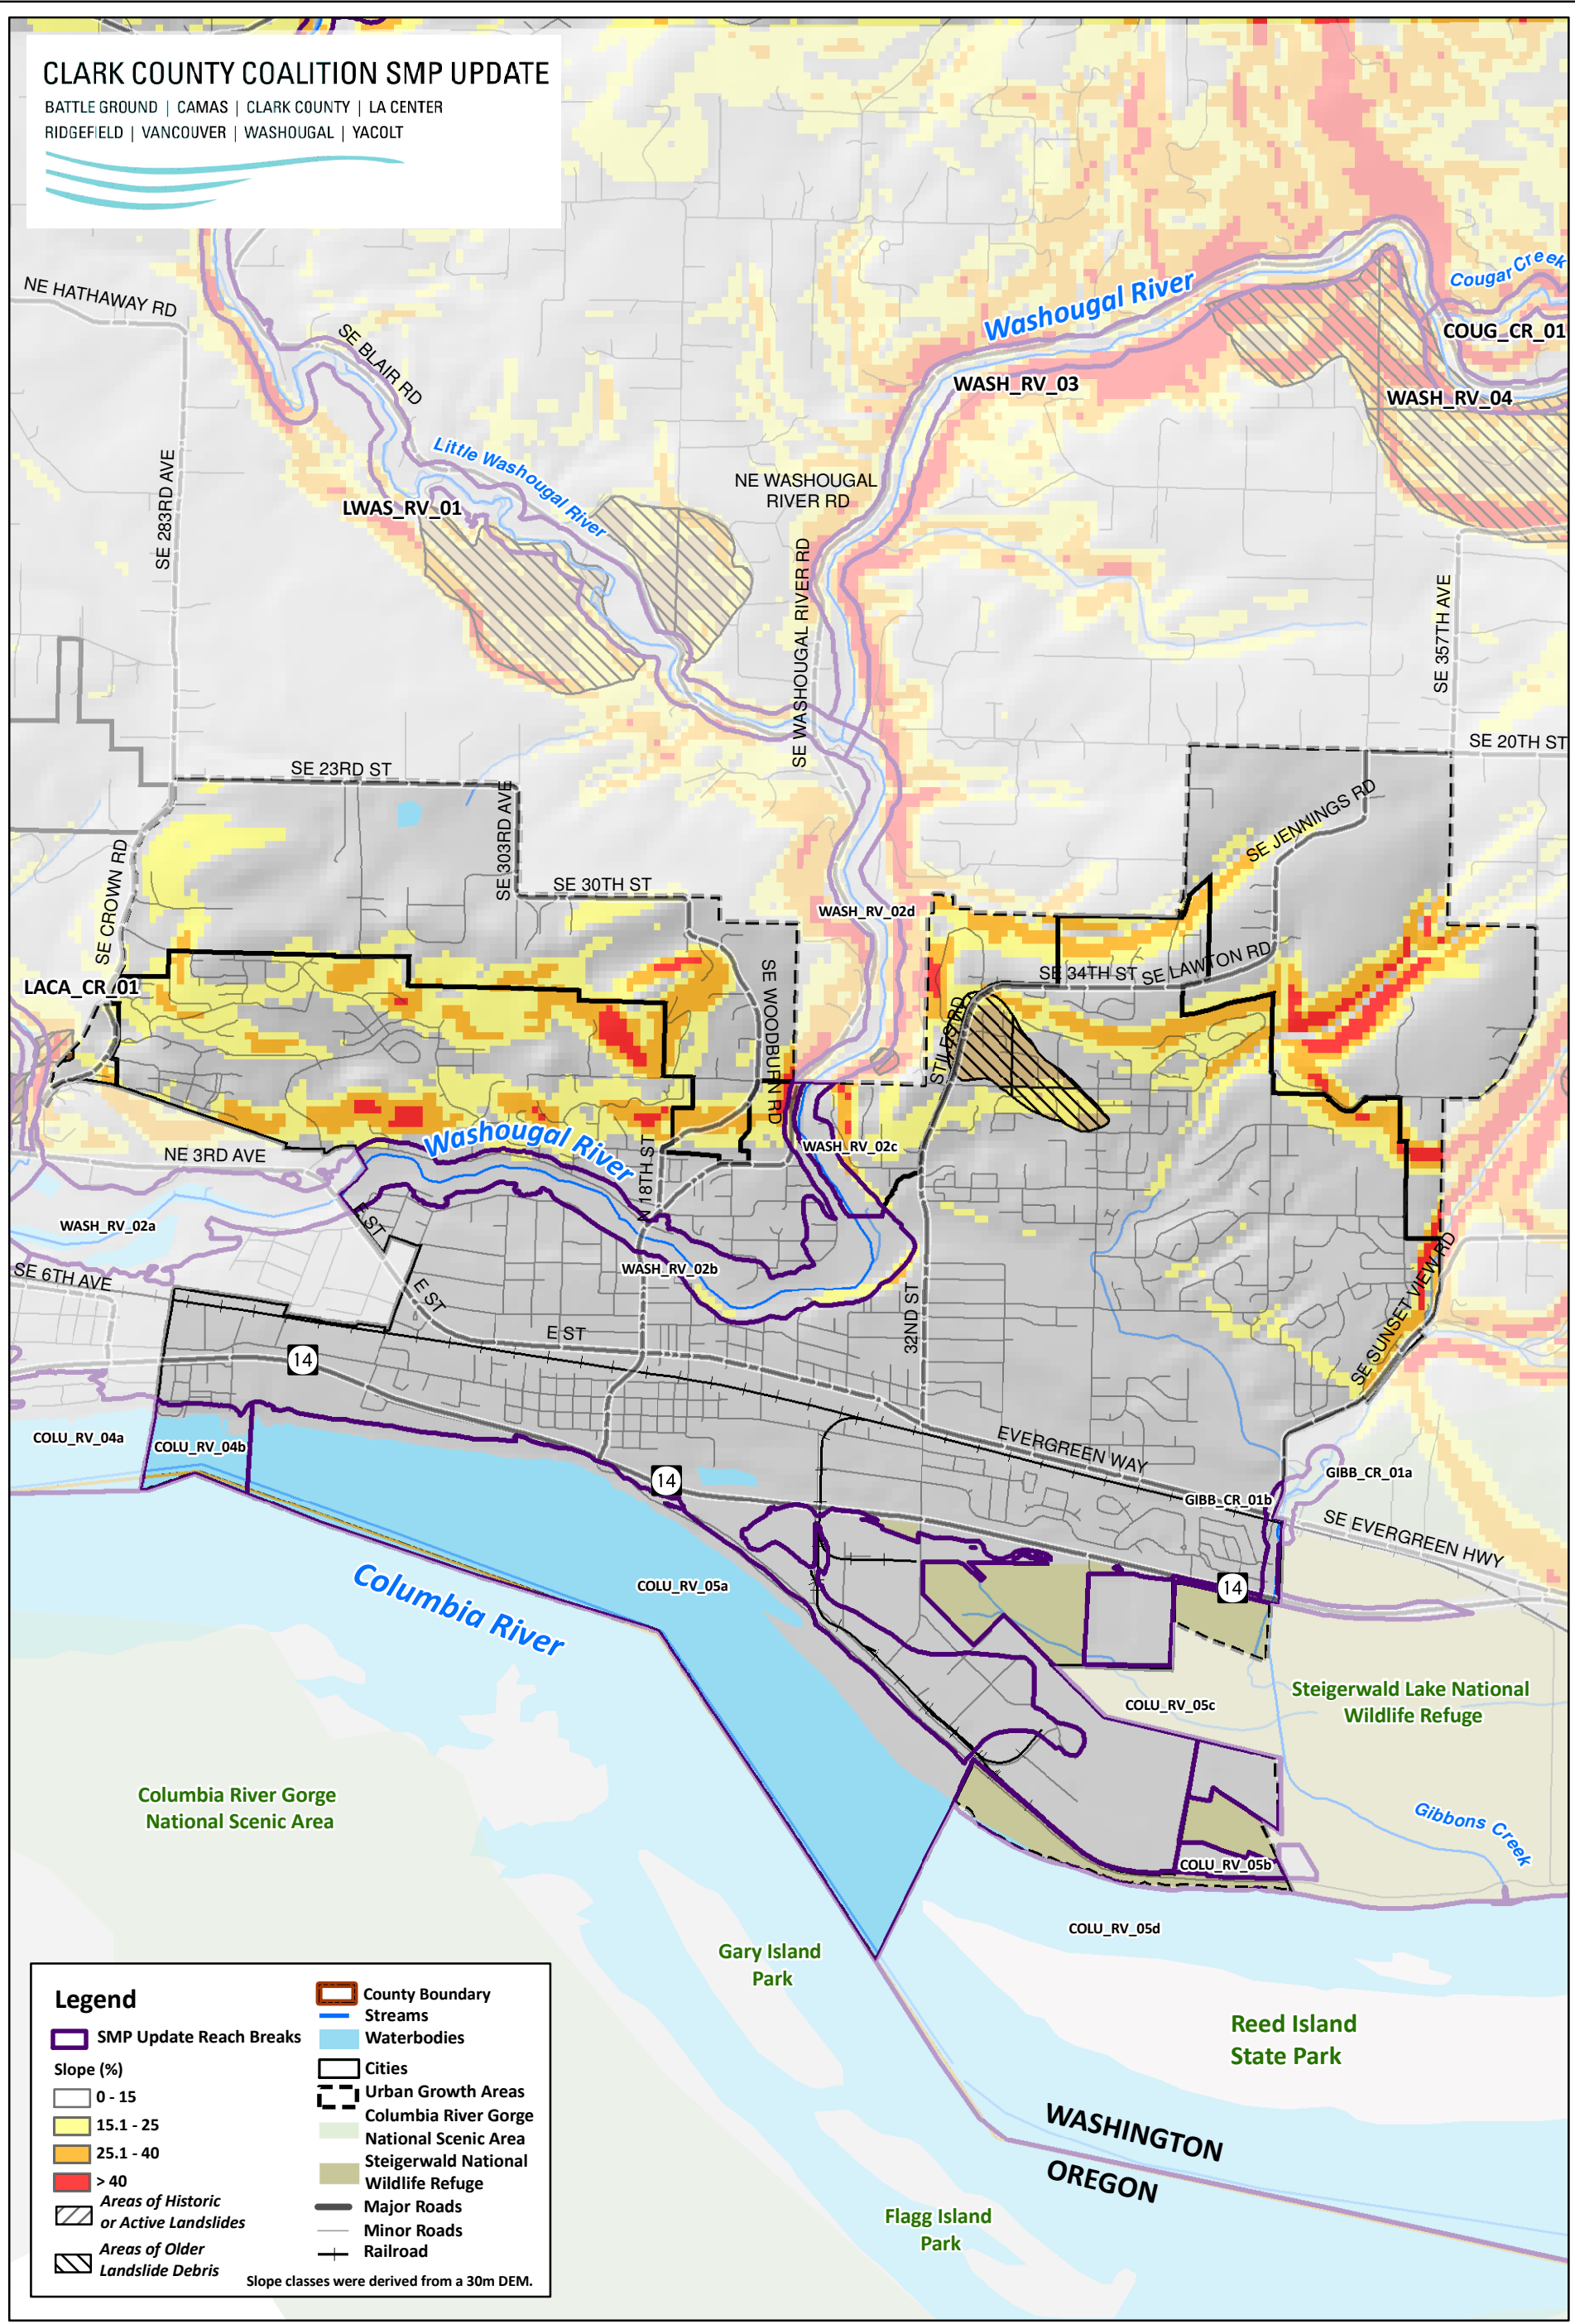 CLARK COUNTY COALITION SMP UPDATE
BATTLE GROUND | CAMAS | CLARK COUNTY | LA CENTER
RIDGEFIELD | VANCOUVER | WASHOUGAL | YACOLT
NE HATHAWAY RD
SE BLAIR RD
Washougal River
Cougar Creek
COUG_CR_01
WASH_RV_03
WASH_RV_04
Little Washougal River
SE 283RD AVE
LWAS_RV_01
NE WASHOUGAL
RIVER RD
SE WASHOUGAL RIVER RD
SE 357TH AVE
SE 20TH ST
SE 23RD ST
SE 303RD AVE
SE JENNINGS RD
SE CROWN RD
SE 30TH ST
WASH_RV_02d
SE 34TH ST
SE LAWTON RD
LACA_CR_01
SE WOODBURN RD
STILES RD
Washougal River
WASH_RV_02c
NE 3RD AVE
N 18TH ST
WASH_RV_02a
E ST
WASH_RV_02b
SE 6TH AVE
E ST
E ST
32ND ST
SE SUNSET VIEW RD
14
COLU_RV_04a
COLU_RV_04b
EVERGREEN WAY
14
GIBB_CR_01a
GIBB_CR_01b
SE EVERGREEN HWY
Columbia River
COLU_RV_05a
14
Steigerwald Lake National
Wildlife Refuge
COLU_RV_05c
Columbia River Gorge
National Scenic Area
Gibbons Creek
COLU_RV_05b
COLU_RV_05d
Gary Island
Park
Reed Island
State Park
WASHINGTON
OREGON
Flagg Island
Park
Legend
SMP Update Reach Breaks
Slope (%)
0 - 15
15.1 - 25
25.1 - 40
> 40
Areas of Historic
or Active Landslides
Areas of Older
Landslide Debris
County Boundary
Streams
Waterbodies
Cities
Urban Growth Areas
Columbia River Gorge
National Scenic Area
Steigerwald National
Wildlife Refuge
Major Roads
Minor Roads
Railroad
Slope classes were derived from a 30m DEM.